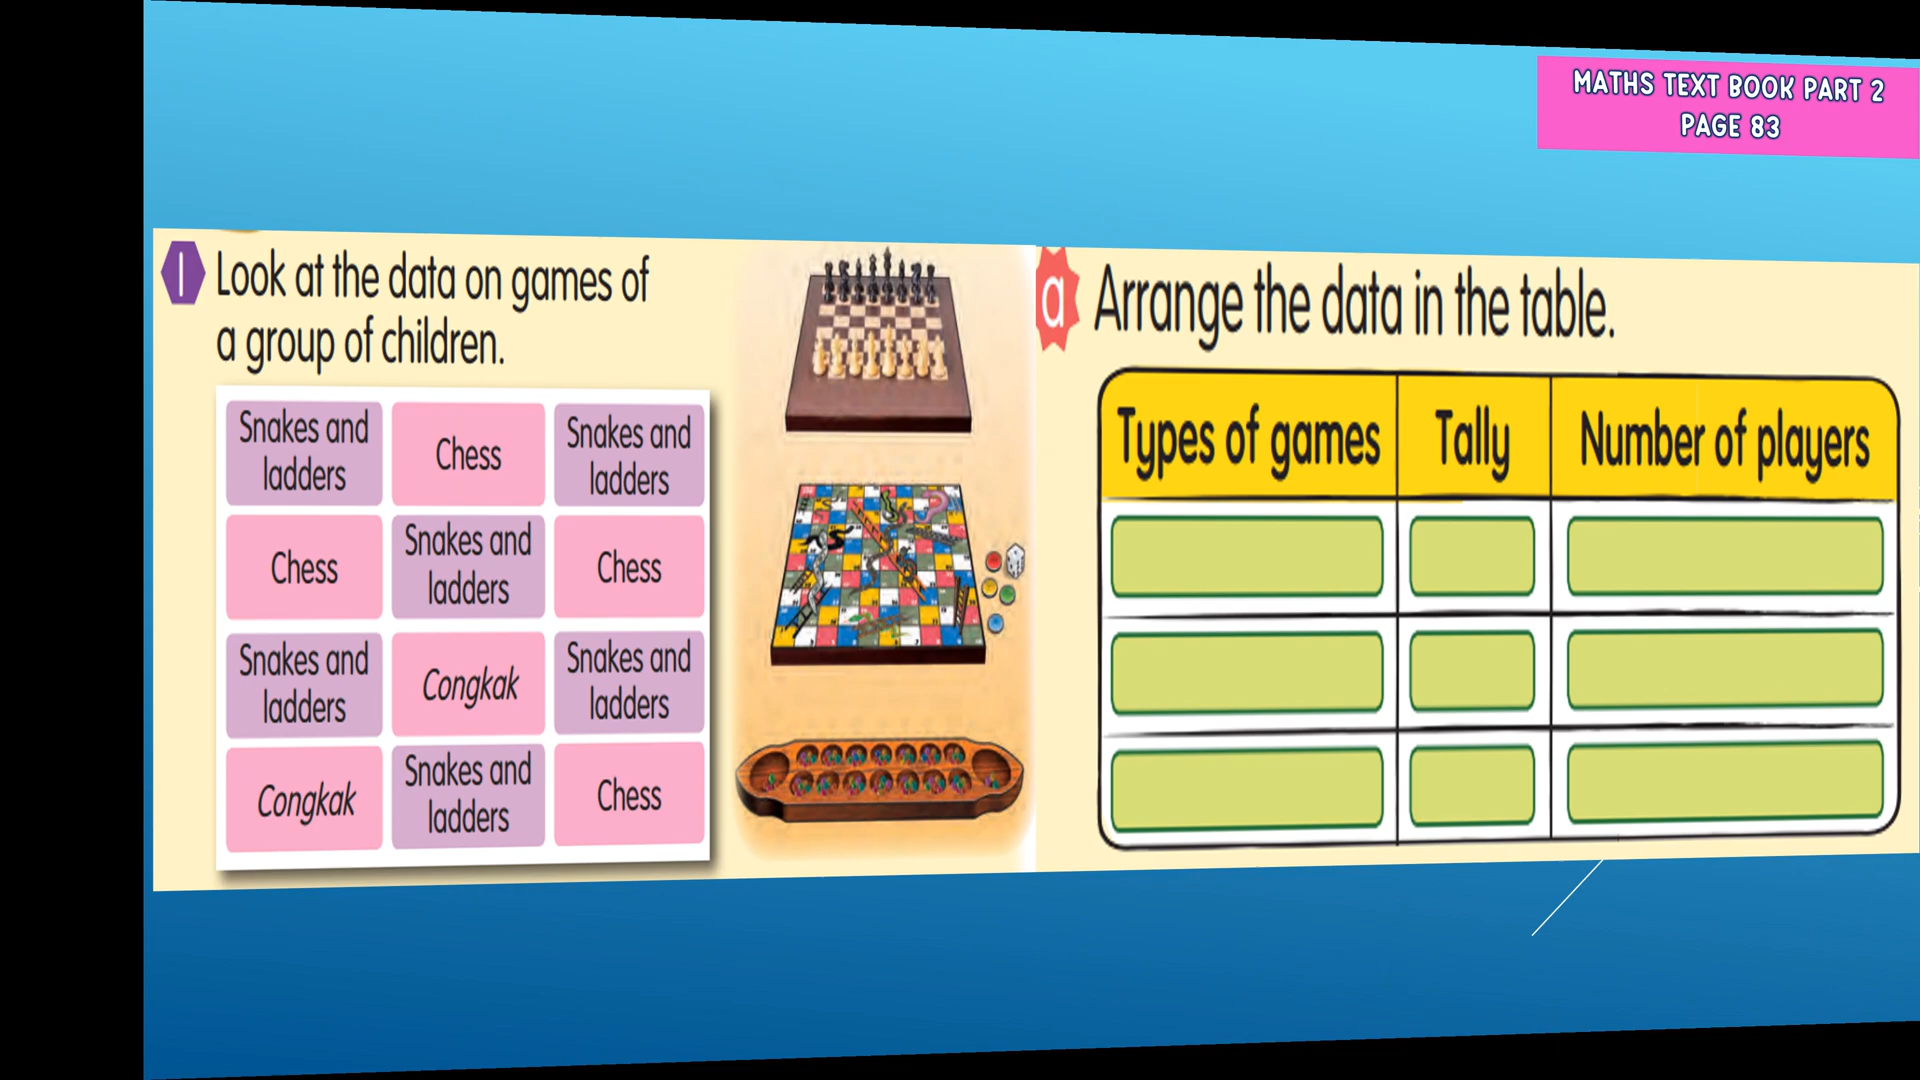 MATHS TEXT BOOK PART 2
PAGE 83
1 Look at the data on games of
a group of children.
Snakes and
ladders
Chess
Snakes and
ladders
Chess
Snakes and
ladders
Chess
Snakes and
ladders
Congkak
Snakes and
ladders
Congkak
Snakes and
ladders
Chess
a Arrange the data in the table.
Types of games
Tally
Number of players